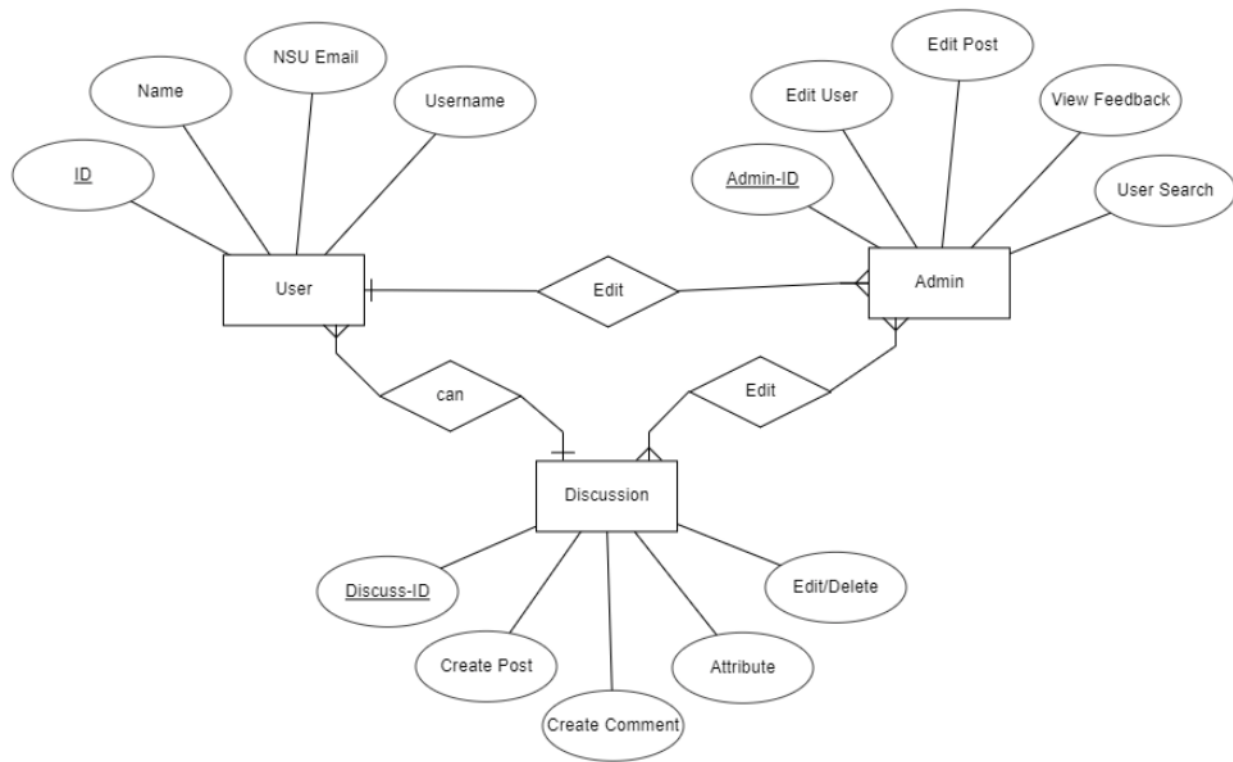 NSU Email
Edit Post
Name
Username
Edit User
View Feedback
ID
Admin-ID
User Search
User
Edit
Admin
can
Edit
Discussion
Discuss-ID
Edit/Delete
Create Post
Attribute
Create Comment